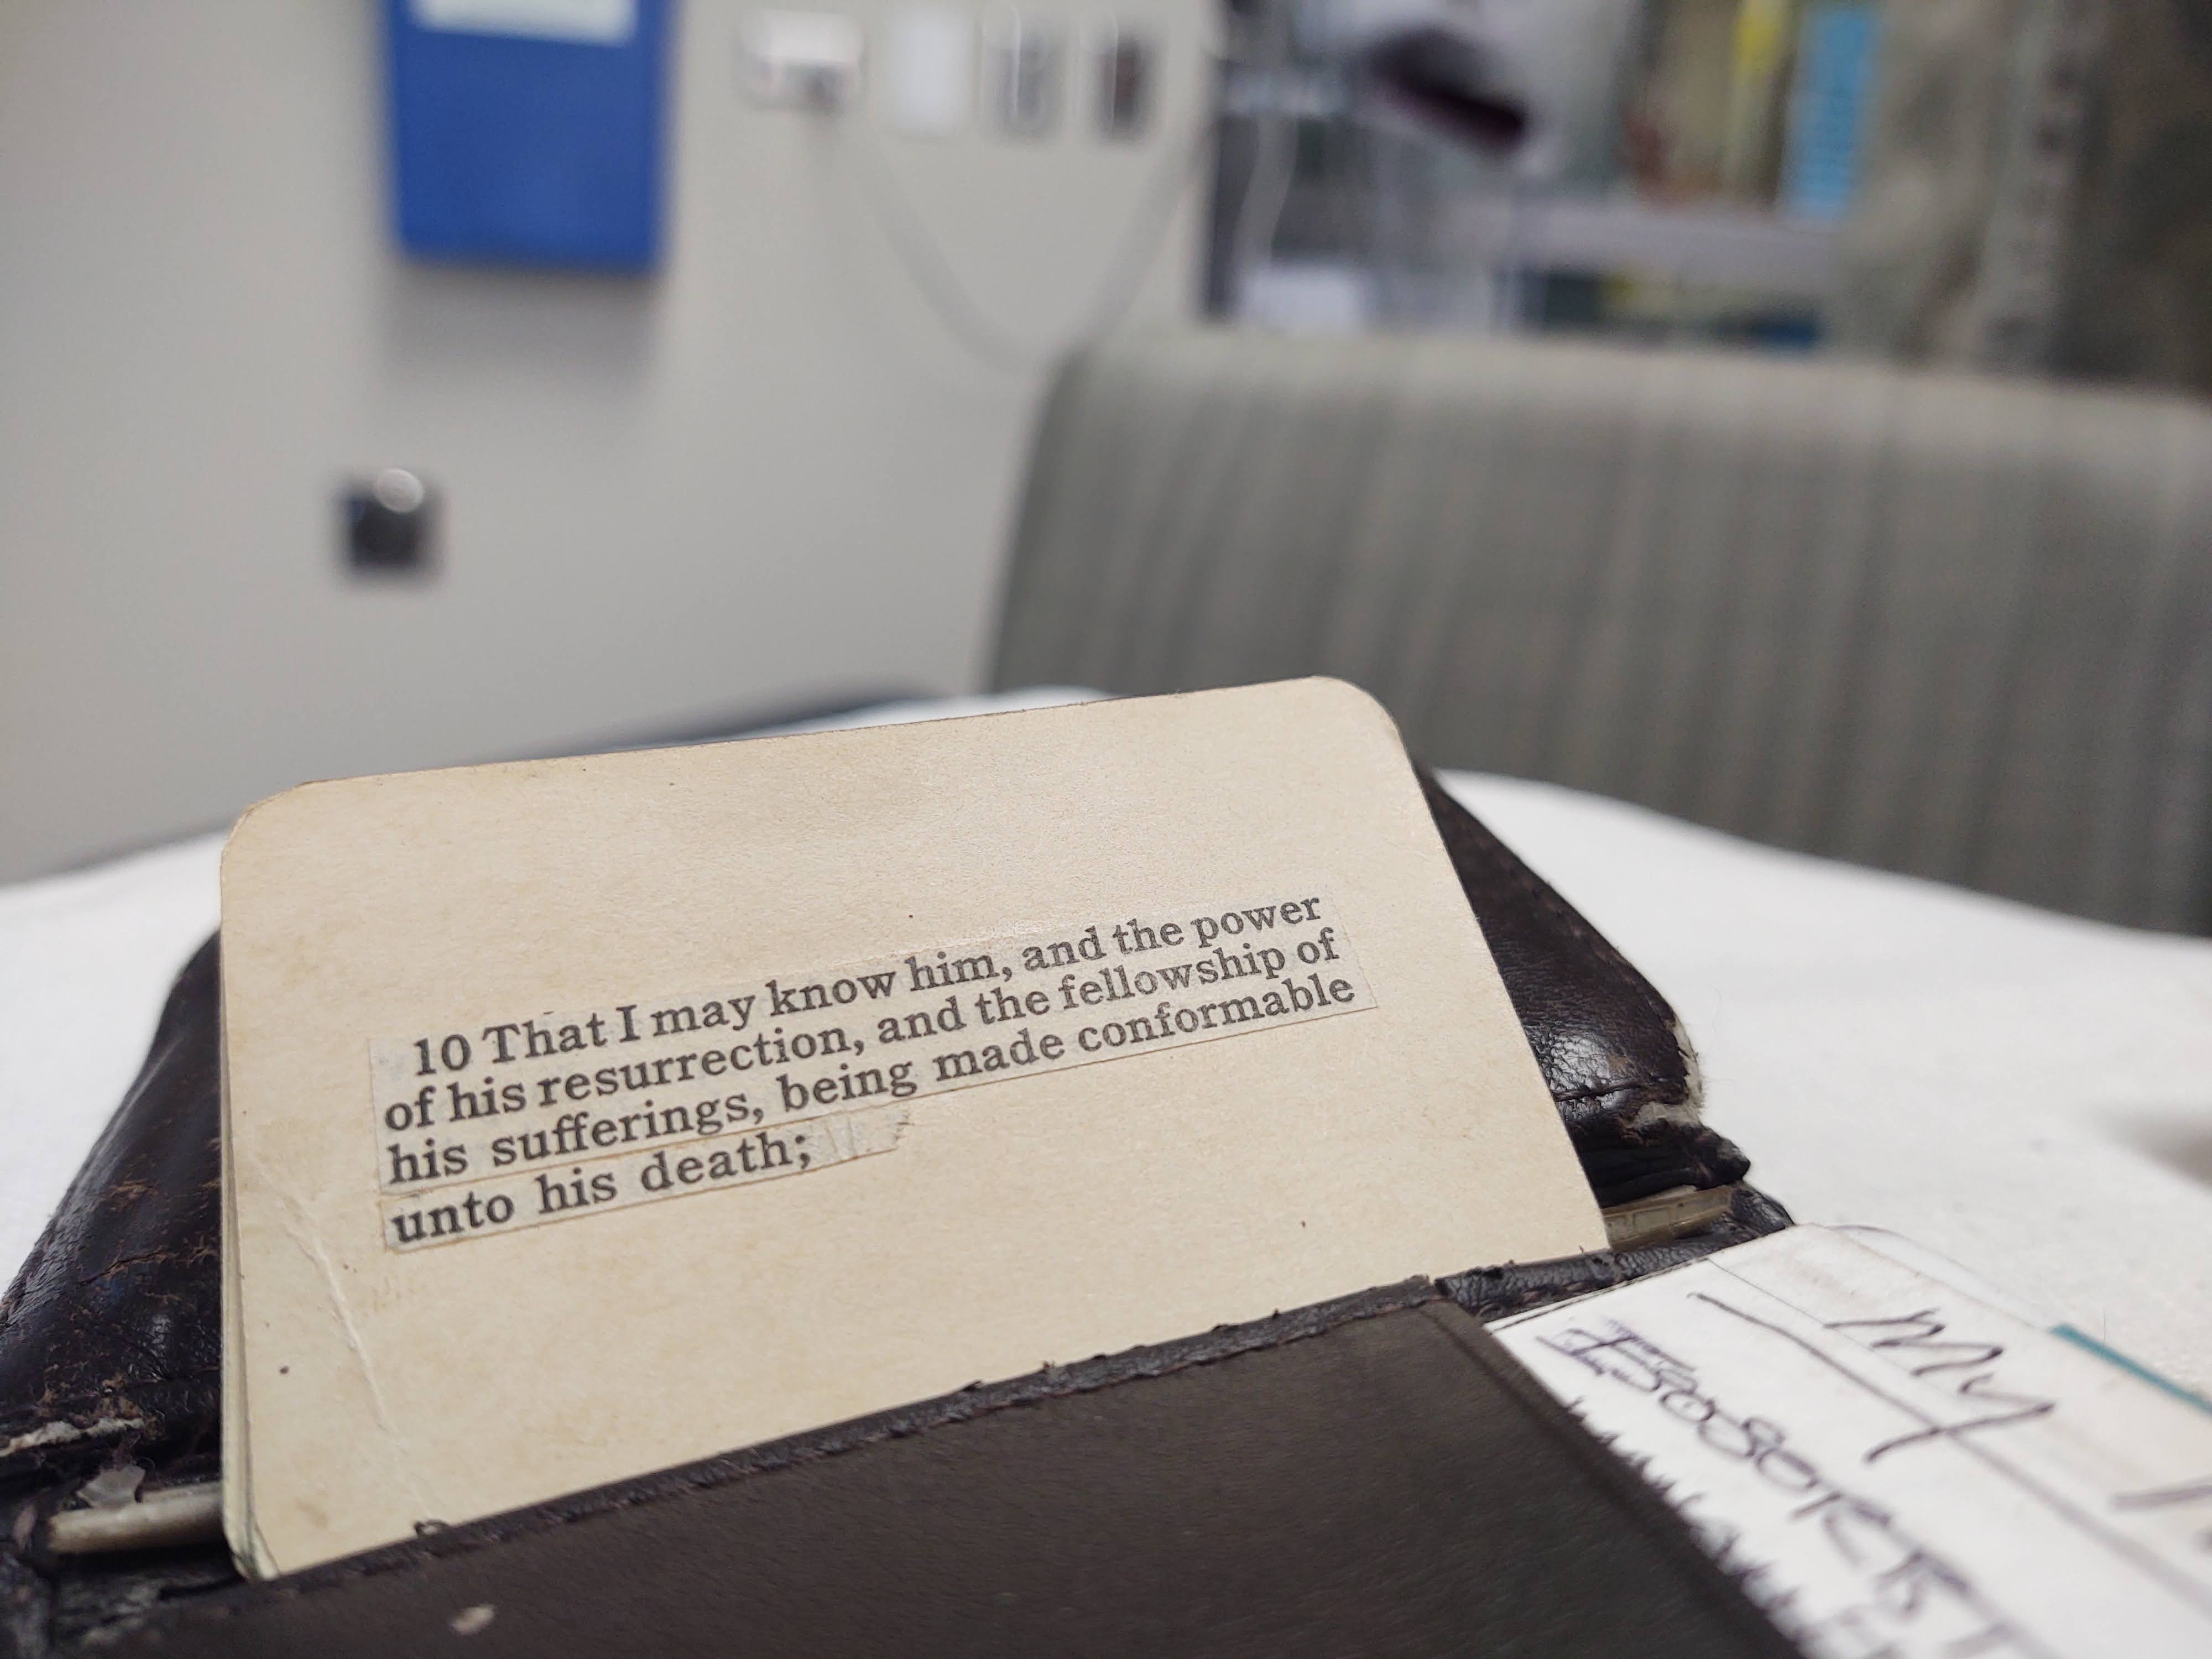 10 That I may know him, and the power
of his resurrection, and the fellowship of
his sufferings, being made conformable
unto his death;
My